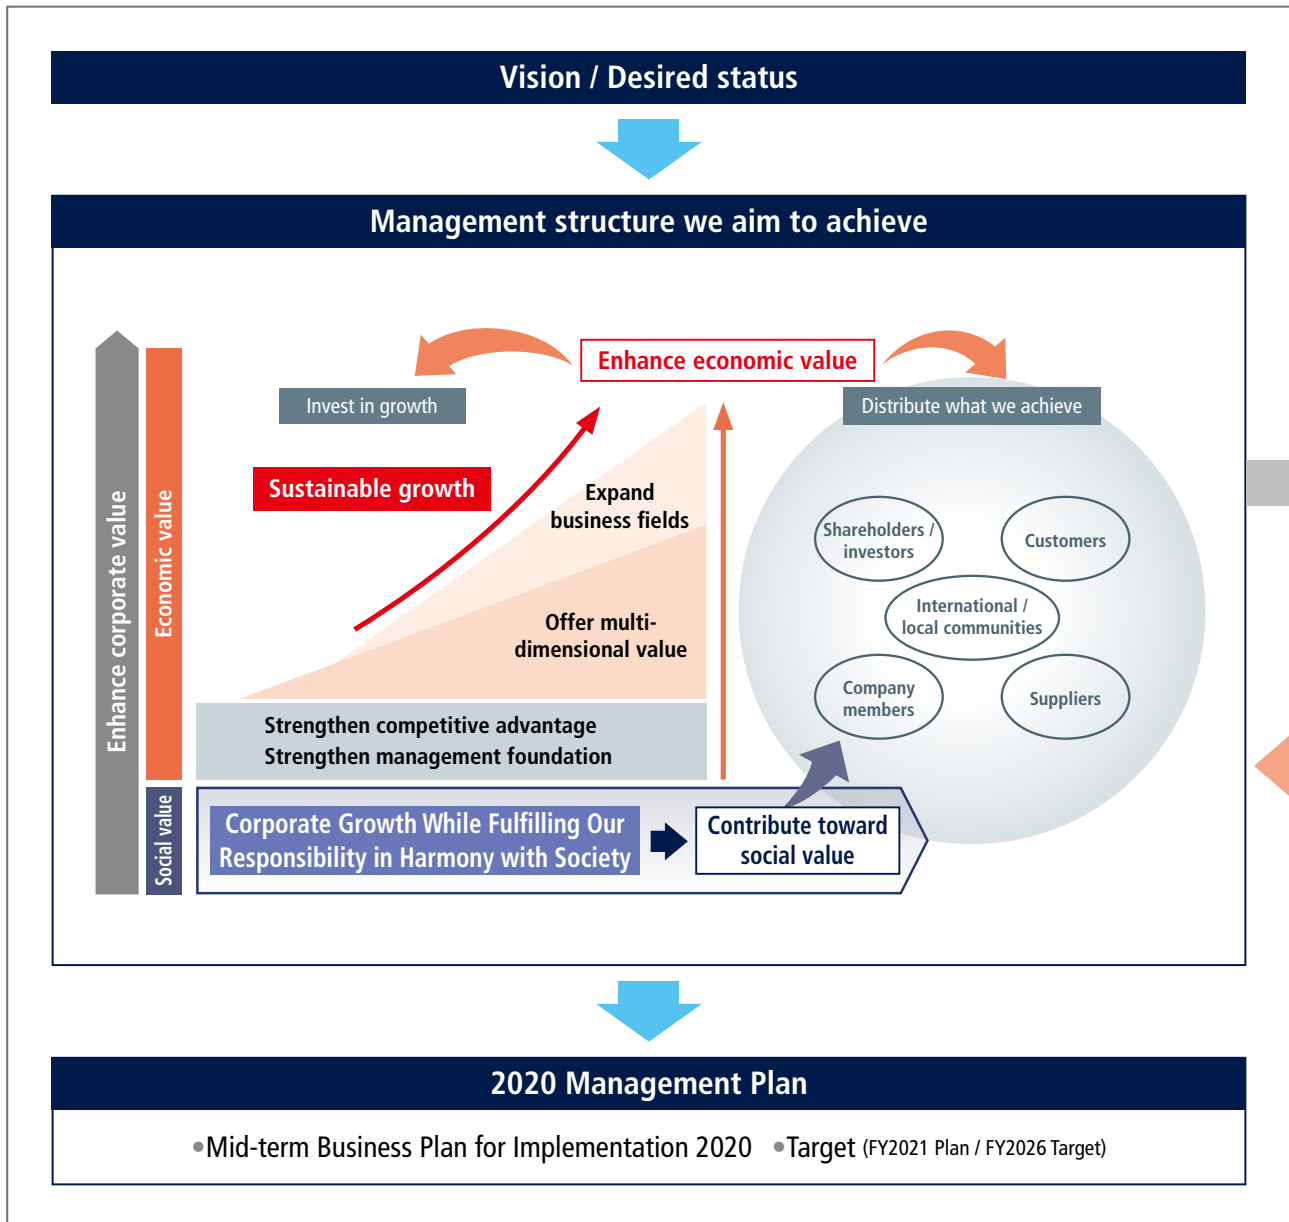 Vision / Desired status
Management structure we aim to achieve
Enhance corporate value
Economic value
Social value
Enhance economic value
Invest in growth
Distribute what we achieve
Sustainable growth
Expand
business fields
Offer multi-
dimensional value
Strengthen competitive advantage
Strengthen management foundation
Shareholders /
investors
Customers
International /
local communities
Company
members
Suppliers
Corporate Growth While Fulfilling Our
Responsibility in Harmony with Society
Contribute toward
social value
2020 Management Plan
•Mid-term Business Plan for Implementation 2020 •Target (FY2021 Plan / FY2026 Target)